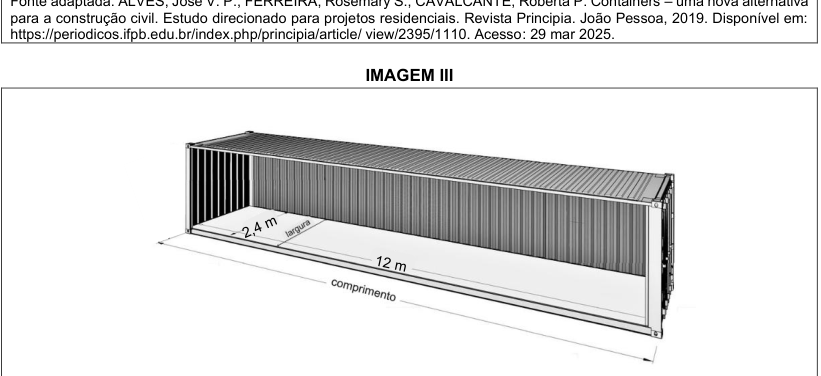 Fonte adaptada: ALVES, José V. P., FERREIRA, Rosemary S., CAVALCANTE, Roberta P. Containers – uma nova alternativa
para a construção civil. Estudo direcionado para projetos residenciais. Revista Principia. João Pessoa, 2019. Disponível em:
https://periodicos.ifpb.edu.br/index.php/principia/article/ view/2395/1110. Acesso: 29 mar 2025.
IMAGEM III
2,4 m
largura
12 m
comprimento